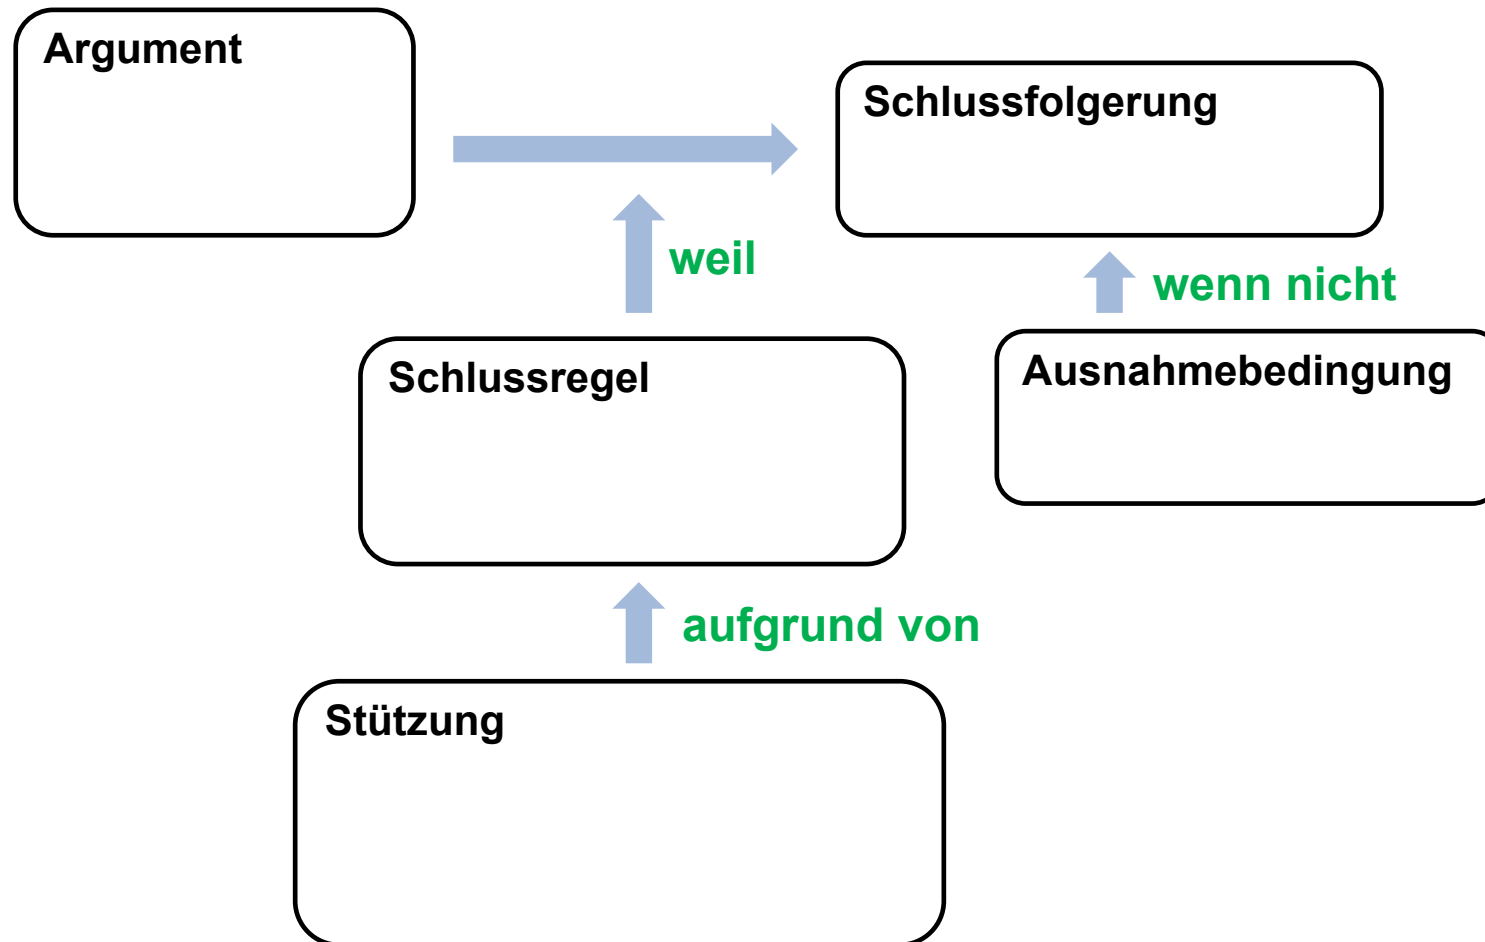 Argument
Schlussfolgerung
weil
wenn nicht
Schlussregel
Ausnahmebedingung
aufgrund von
Stützung